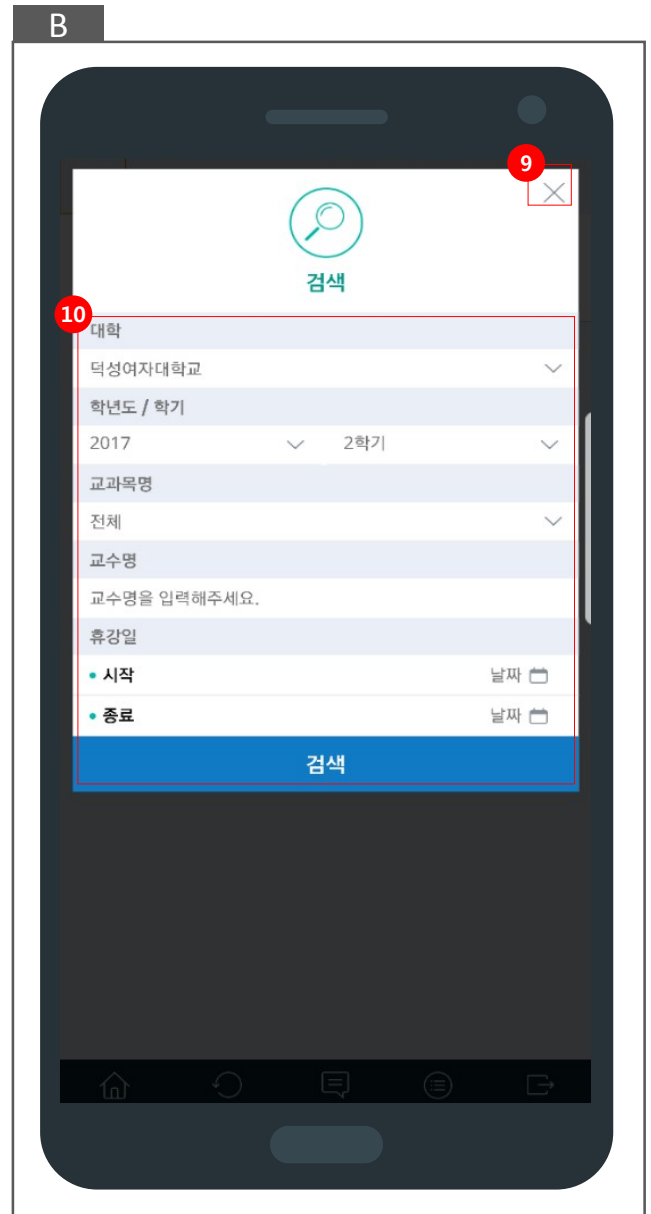 B
9
검색
10
대학
덕성여자대학교
학년도 / 학기
2017 2학기
교과목명
전체
교수명
교수명을 입력해주세요.
휴강일
• 시작 날짜
• 종료 날짜
검색